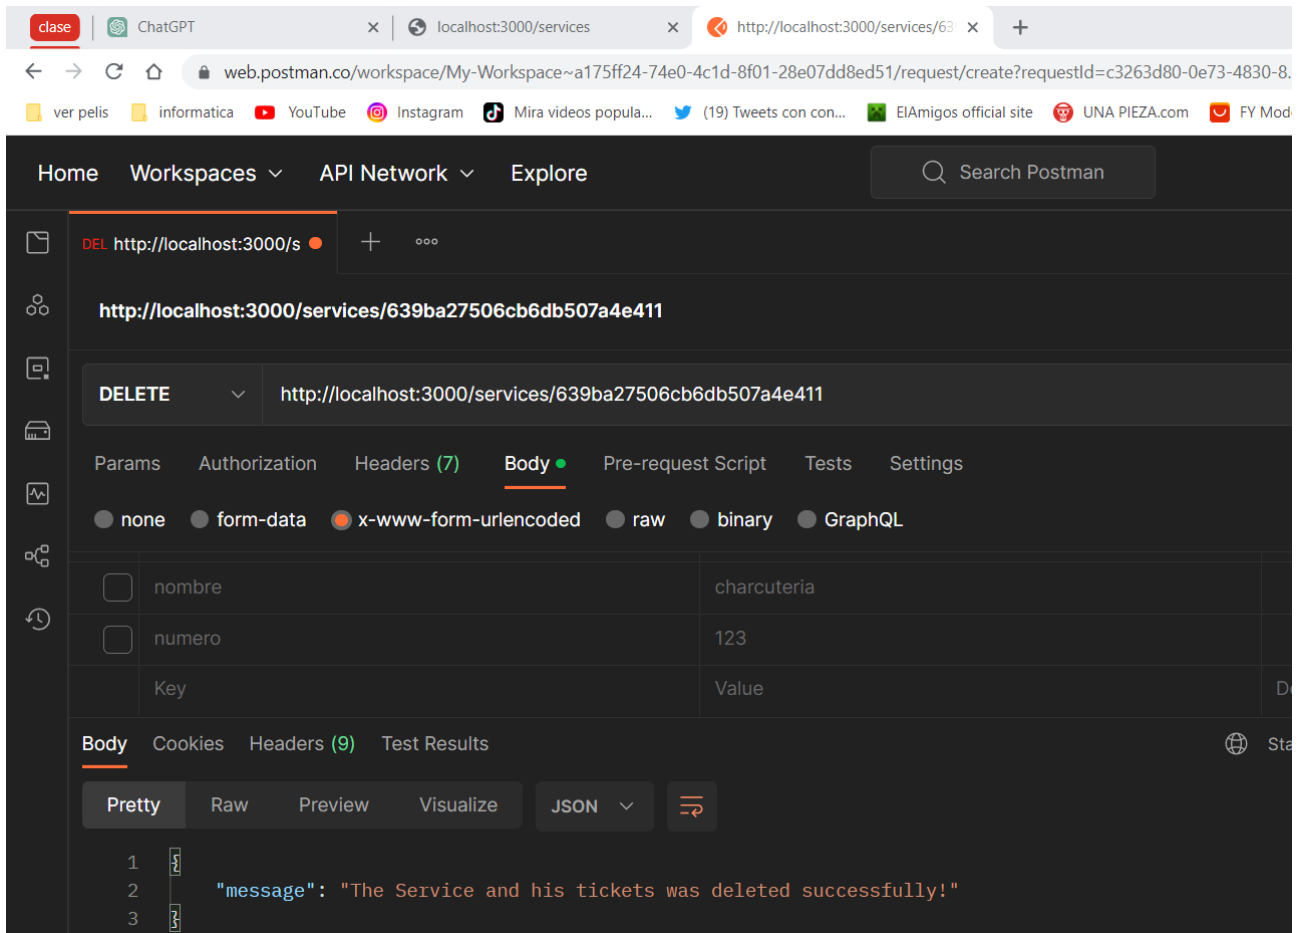 clase ChatGPT localhost:3000/services http://localhost:3000/services/63
web.postman.co/workspace/My-Workspace~a175ff24-74e0-4c1d-8f01-28e07dd8ed51/request/create?requestId=c3263d80-0e73-4830-8.
ver pelis informatica YouTube Instagram Mira videos popula... (19) Tweets con con... ElAmigos official site UNA PIEZA.com FY Mod
Home Workspaces API Network Explore Search Postman
DEL http://localhost:3000/s
http://localhost:3000/services/639ba27506cb6db507a4e411
DELETE http://localhost:3000/services/639ba27506cb6db507a4e411
Params Authorization Headers (7) Body Pre-request Script Tests Settings
none form-data x-www-form-urlencoded raw binary GraphQL
nombre charcuteria
numero 123
Key Value D
Body Cookies Headers (9) Test Results Sta
Pretty Raw Preview Visualize JSON
1 {
2 "message": "The Service and his tickets was deleted successfully!"
3 }